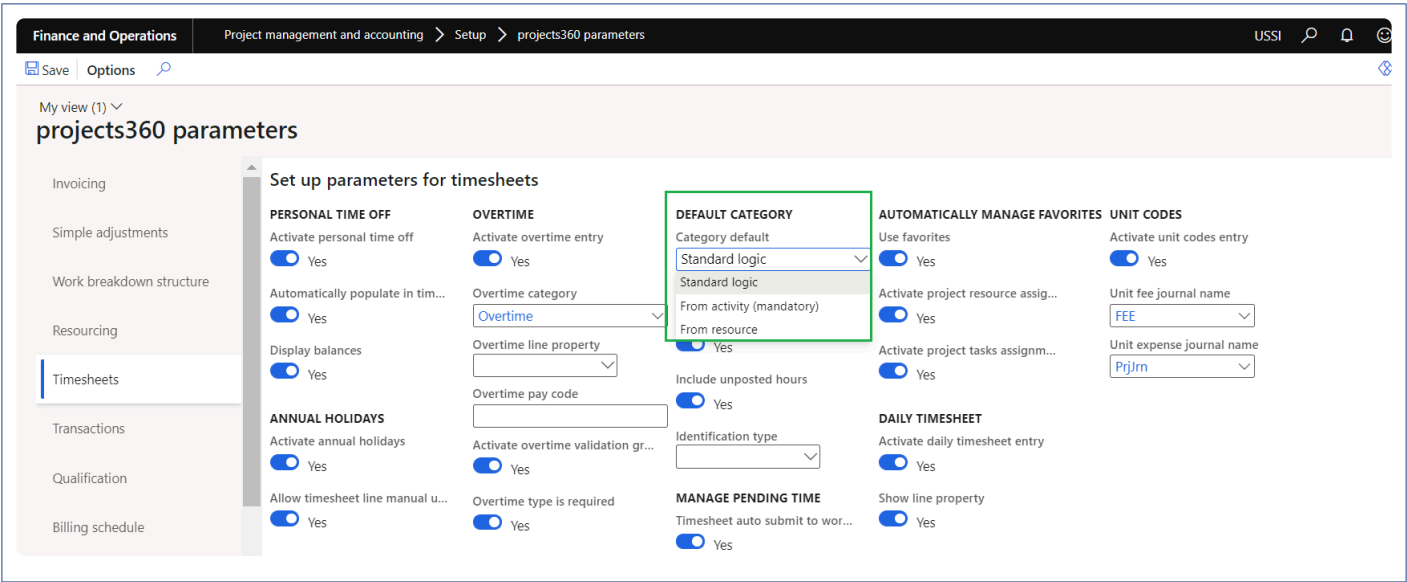 Finance and Operations
Project management and accounting > Setup > projects360 parameters
USSI
Save
Options
My view (1)
projects360 parameters
Invoicing
Simple adjustments
Work breakdown structure
Resourcing
Timesheets
Transactions
Qualification
Billing schedule
Set up parameters for timesheets
PERSONAL TIME OFF
Activate personal time off
Yes
Automatically populate in tim...
Yes
Display balances
Yes
ANNUAL HOLIDAYS
Activate annual holidays
Yes
Allow timesheet line manual u...
Yes
OVERTIME
Activate overtime entry
Yes
Overtime category
Overtime
Overtime line property
Overtime pay code
Activate overtime validation gr...
Yes
Overtime type is required
Yes
DEFAULT CATEGORY
Category default
Standard logic
Standard logic
From activity (mandatory)
From resource
Yes
Include unposted hours
Yes
Identification type
MANAGE PENDING TIME
Timesheet auto submit to wor...
Yes
AUTOMATICALLY MANAGE FAVORITES
Use favorites
Yes
Activate project resource assig...
Yes
Activate project tasks assignm...
Yes
DAILY TIMESHEET
Activate daily timesheet entry
Yes
Show line property
Yes
UNIT CODES
Activate unit codes entry
Yes
Unit fee journal name
FEE
Unit expense journal name
PrjJrn